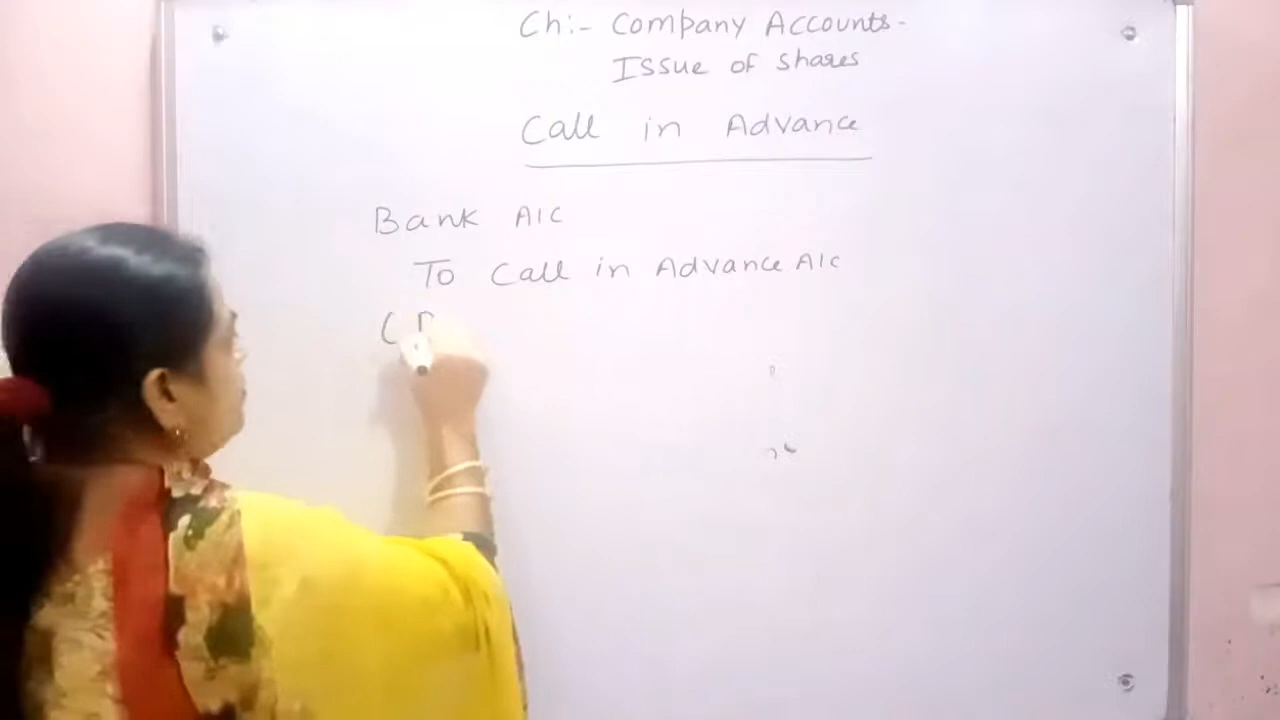 Ch:- Company Accounts-
Issue of Shares
Call in Advance
Bank A/C
To Call in Advance A/c
(